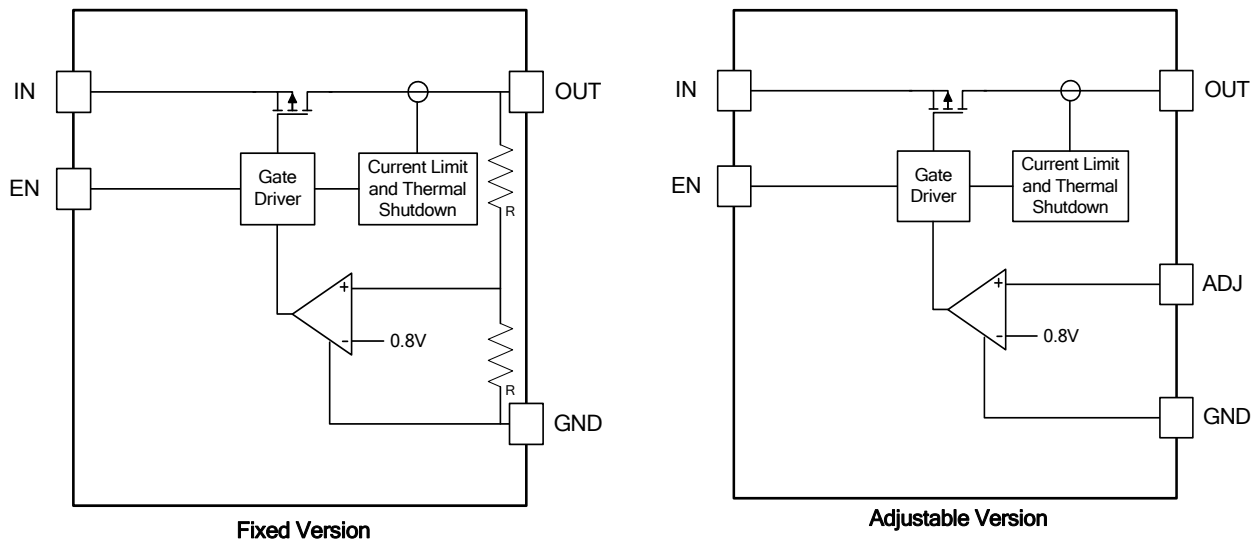 IN
OUT
EN
Gate
Driver
Current Limit
and Thermal
Shutdown
R
+
-
0.8V
R
GND
Fixed Version
IN
OUT
EN
Gate
Driver
Current Limit
and Thermal
Shutdown
+
ADJ
-
0.8V
GND
Adjustable Version